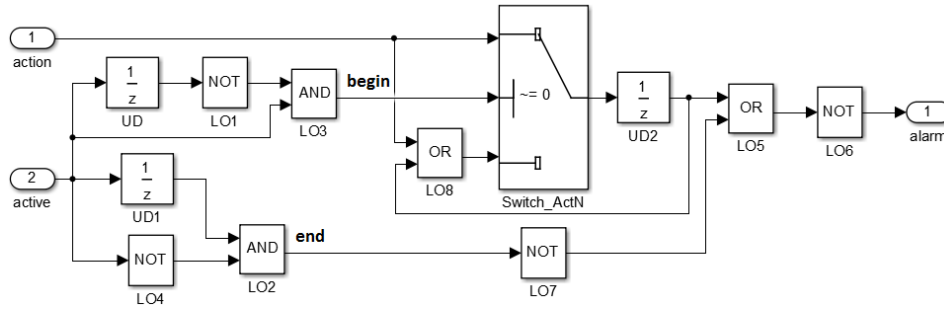 1
action
1
z
UD
NOT
LO1
AND
LO3
begin
~= 0
Switch_ActN
1
z
UD2
OR
LO5
NOT
LO6
1
alarm
OR
LO8
2
active
1
z
UD1
NOT
LO4
AND
LO2
end
NOT
LO7